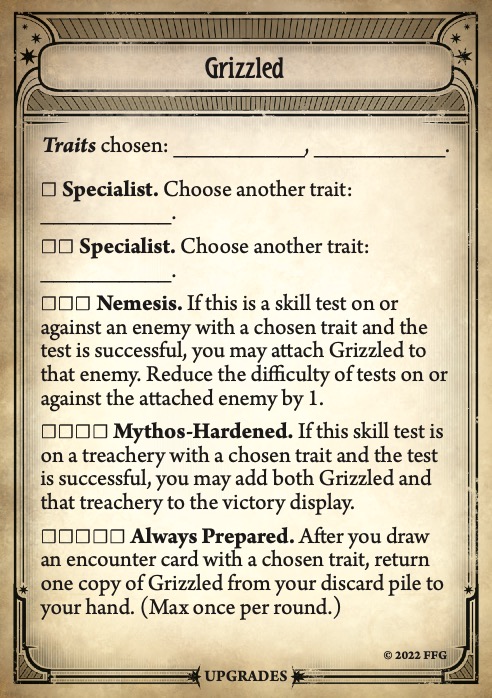 Grizzled
Traits chosen: ____________, ____________.
□ Specialist. Choose another trait:
____________.
□□ Specialist. Choose another trait:
____________.
□□□ Nemesis. If this is a skill test on or
against an enemy with a chosen trait and the
test is successful, you may attach Grizzled to
that enemy. Reduce the difficulty of tests on or
against the attached enemy by 1.
□□□□ Mythos-Hardened. If this skill test is
on a treachery with a chosen trait and the test
is successful, you may add both Grizzled and
that treachery to the victory display.
□□□□□ Always Prepared. After you draw
an encounter card with a chosen trait, return
one copy of Grizzled from your discard pile to
your hand. (Max once per round.)
© 2022 FFG
UPGRADES